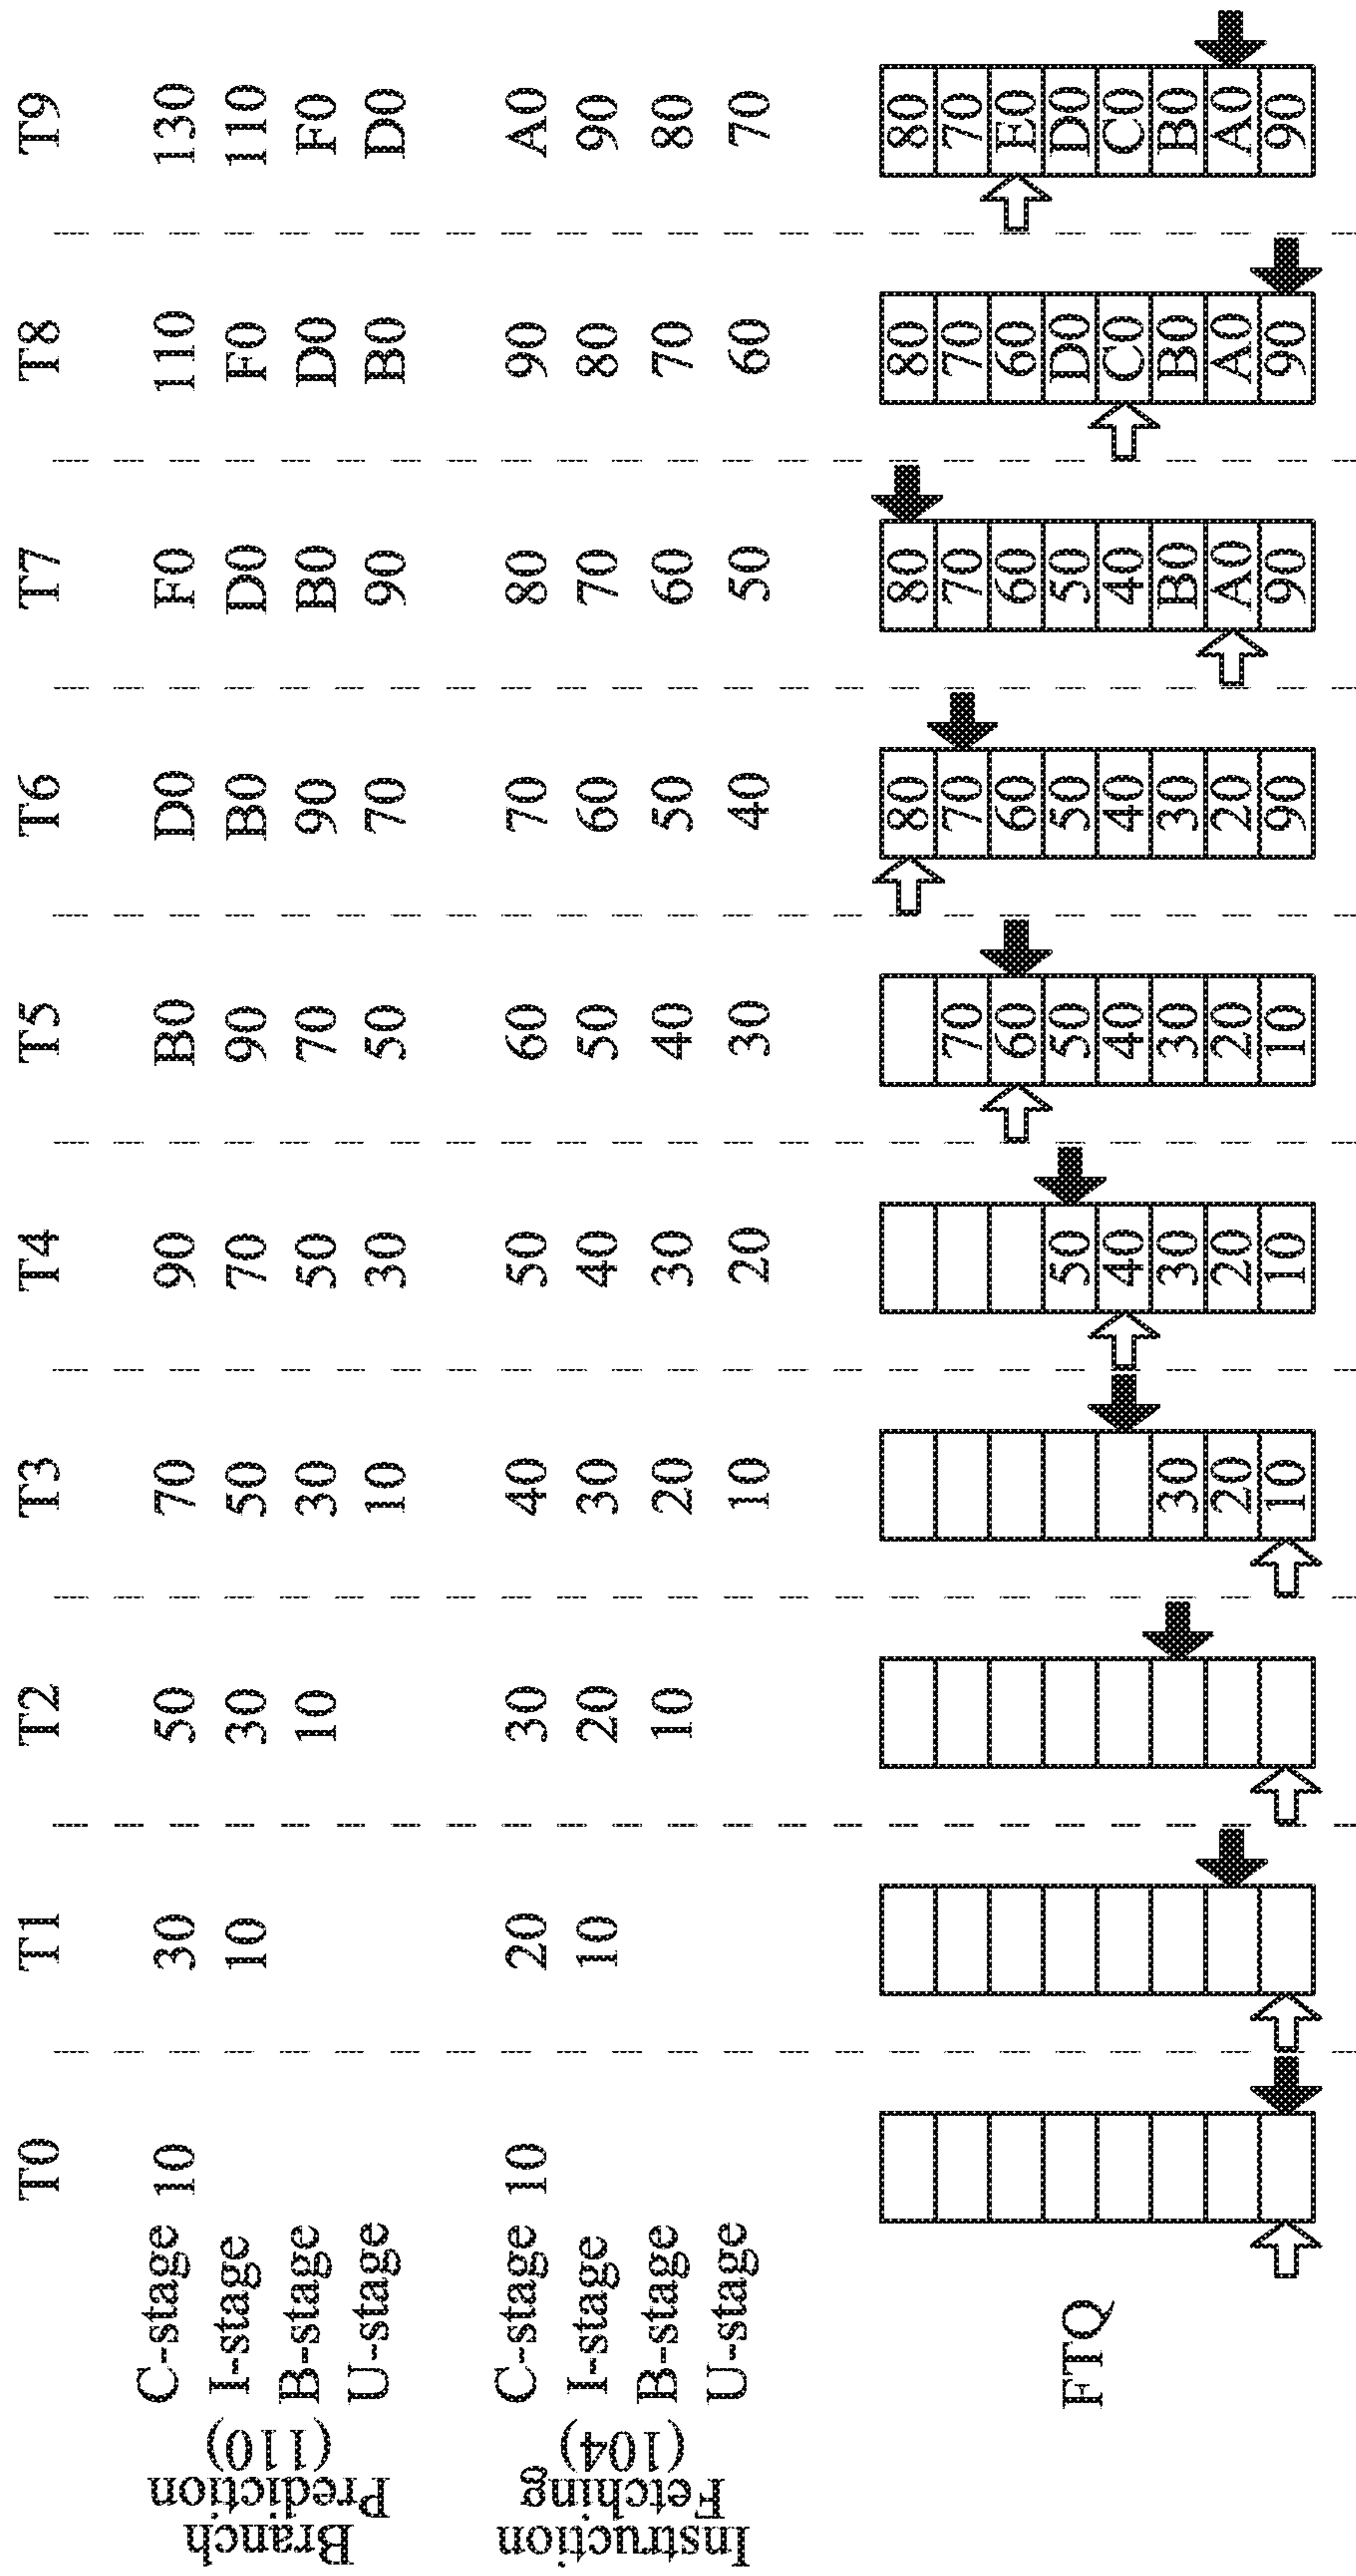 T0 T1 T2 T3 T4 T5 T6 T7 T8 T9
Branch
Prediction
(110)
C-stage 10 30 50 70 90 B0 D0 F0 110 130
I-stage 10 30 50 70 90 B0 D0 F0 110
B-stage 10 30 50 70 90 B0 D0 F0
U-stage 10 30 50 70 90 B0 D0
Instruction
Fetching
(104)
C-stage 10 20 30 40 50 60 70 80 90 A0
I-stage 10 20 30 40 50 60 70 80 90
B-stage 10 20 30 40 50 60 70 80
U-stage 10 20 30 40 50 60 70
FTQ
80 80 80 80
70 70 70 70 70
60 60 60 60 E0
50 50 50 50 D0 D0
40 40 40 40 C0 C0
30 30 30 30 B0 B0 B0
20 20 20 20 A0 A0 A0
10 10 10 90 90 90 90